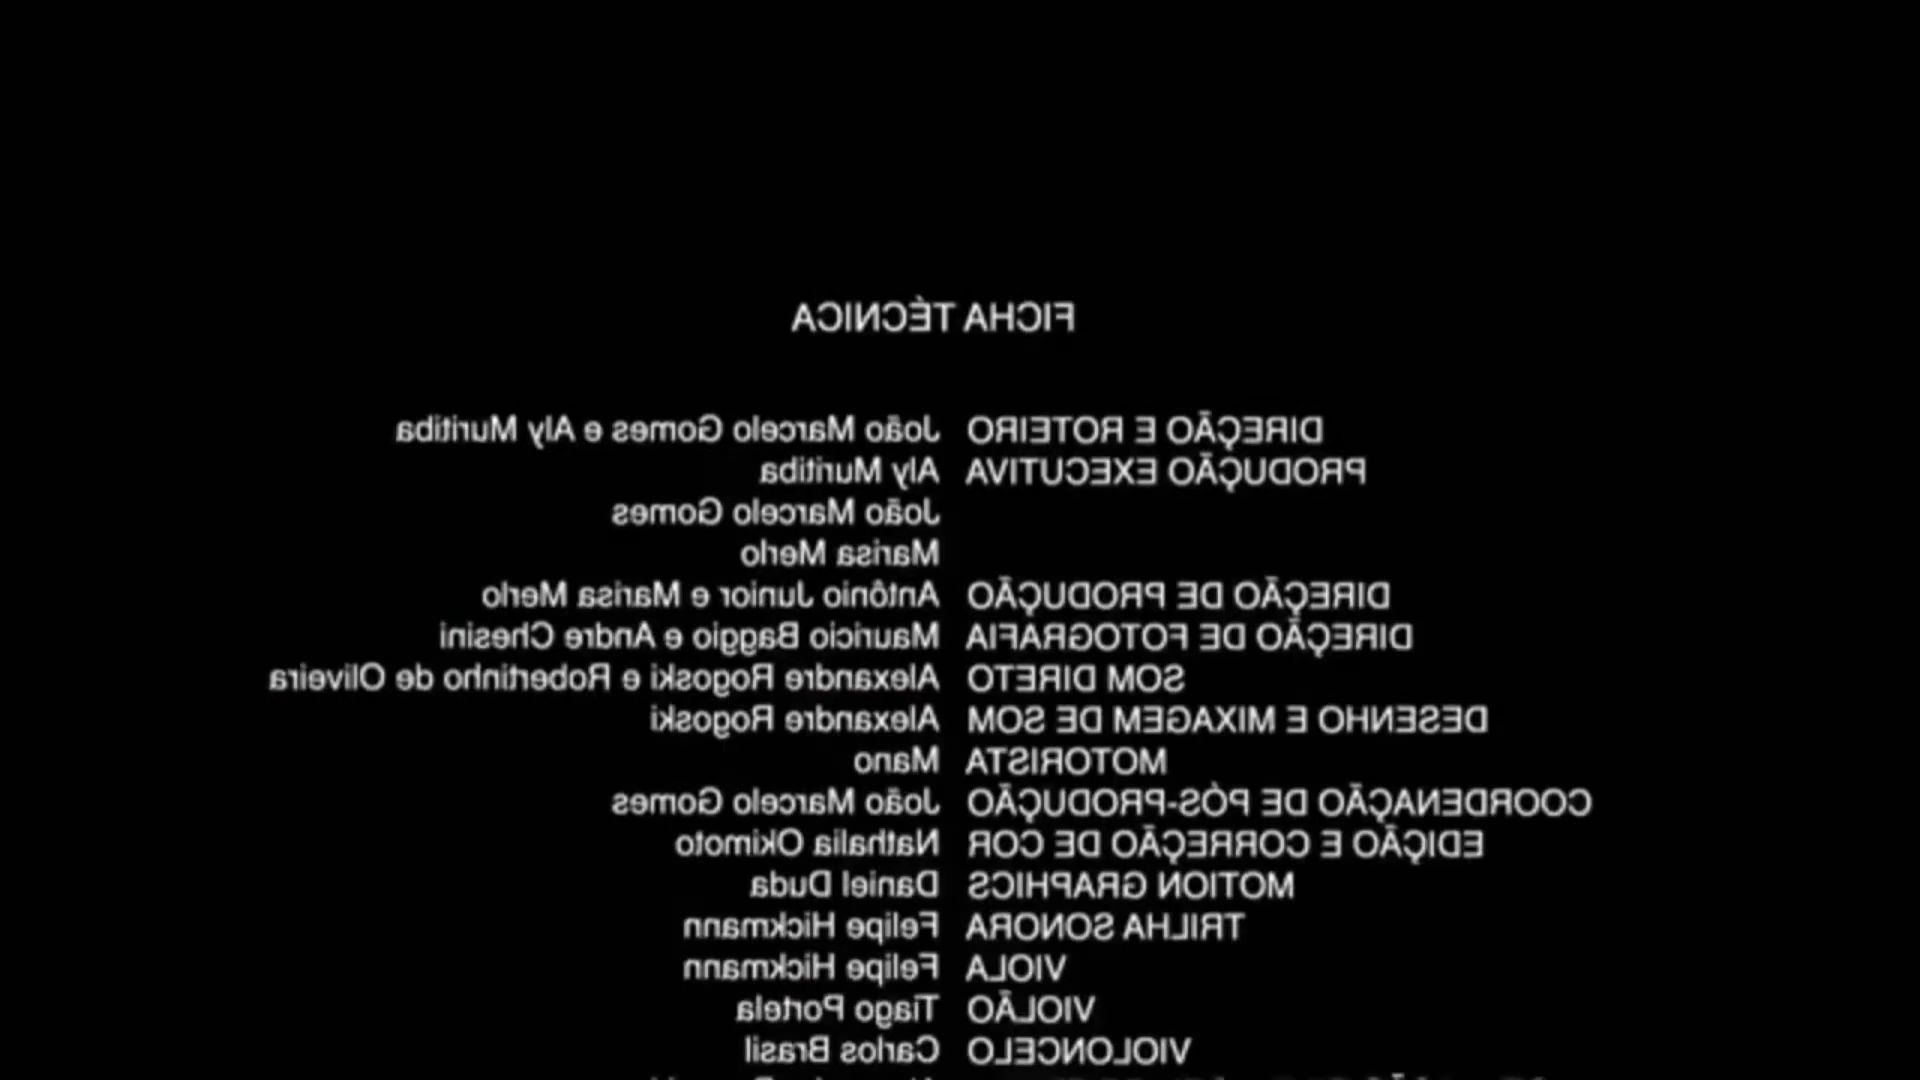 FICHA TÉCNICA
DIREÇÃO E ROTEIRO João Marcelo Gomes e Aly Muritiba
PRODUÇÃO EXECUTIVA Aly Muritiba
João Marcelo Gomes
Marisa Merlo
DIREÇÃO DE PRODUÇÃO Antônio Junior e Marisa Merlo
DIREÇÃO DE FOTOGRAFIA Mauricio Baggio e Andre Chesini
SOM DIRETO Alexandre Rogoski e Robertinho de Oliveira
DESENHO E MIXAGEM DE SOM Alexandre Rogoski
MOTORISTA Mano
COORDENAÇÃO DE PÓS-PRODUÇÃO João Marcelo Gomes
EDIÇÃO E CORREÇÃO DE COR Nathalia Okimoto
MOTION GRAPHICS Daniel Duda
TRILHA SONORA Felipe Hickmann
VIOLA Felipe Hickmann
VIOLÃO Tiago Portela
VIOLONCELO Carlos Brasil